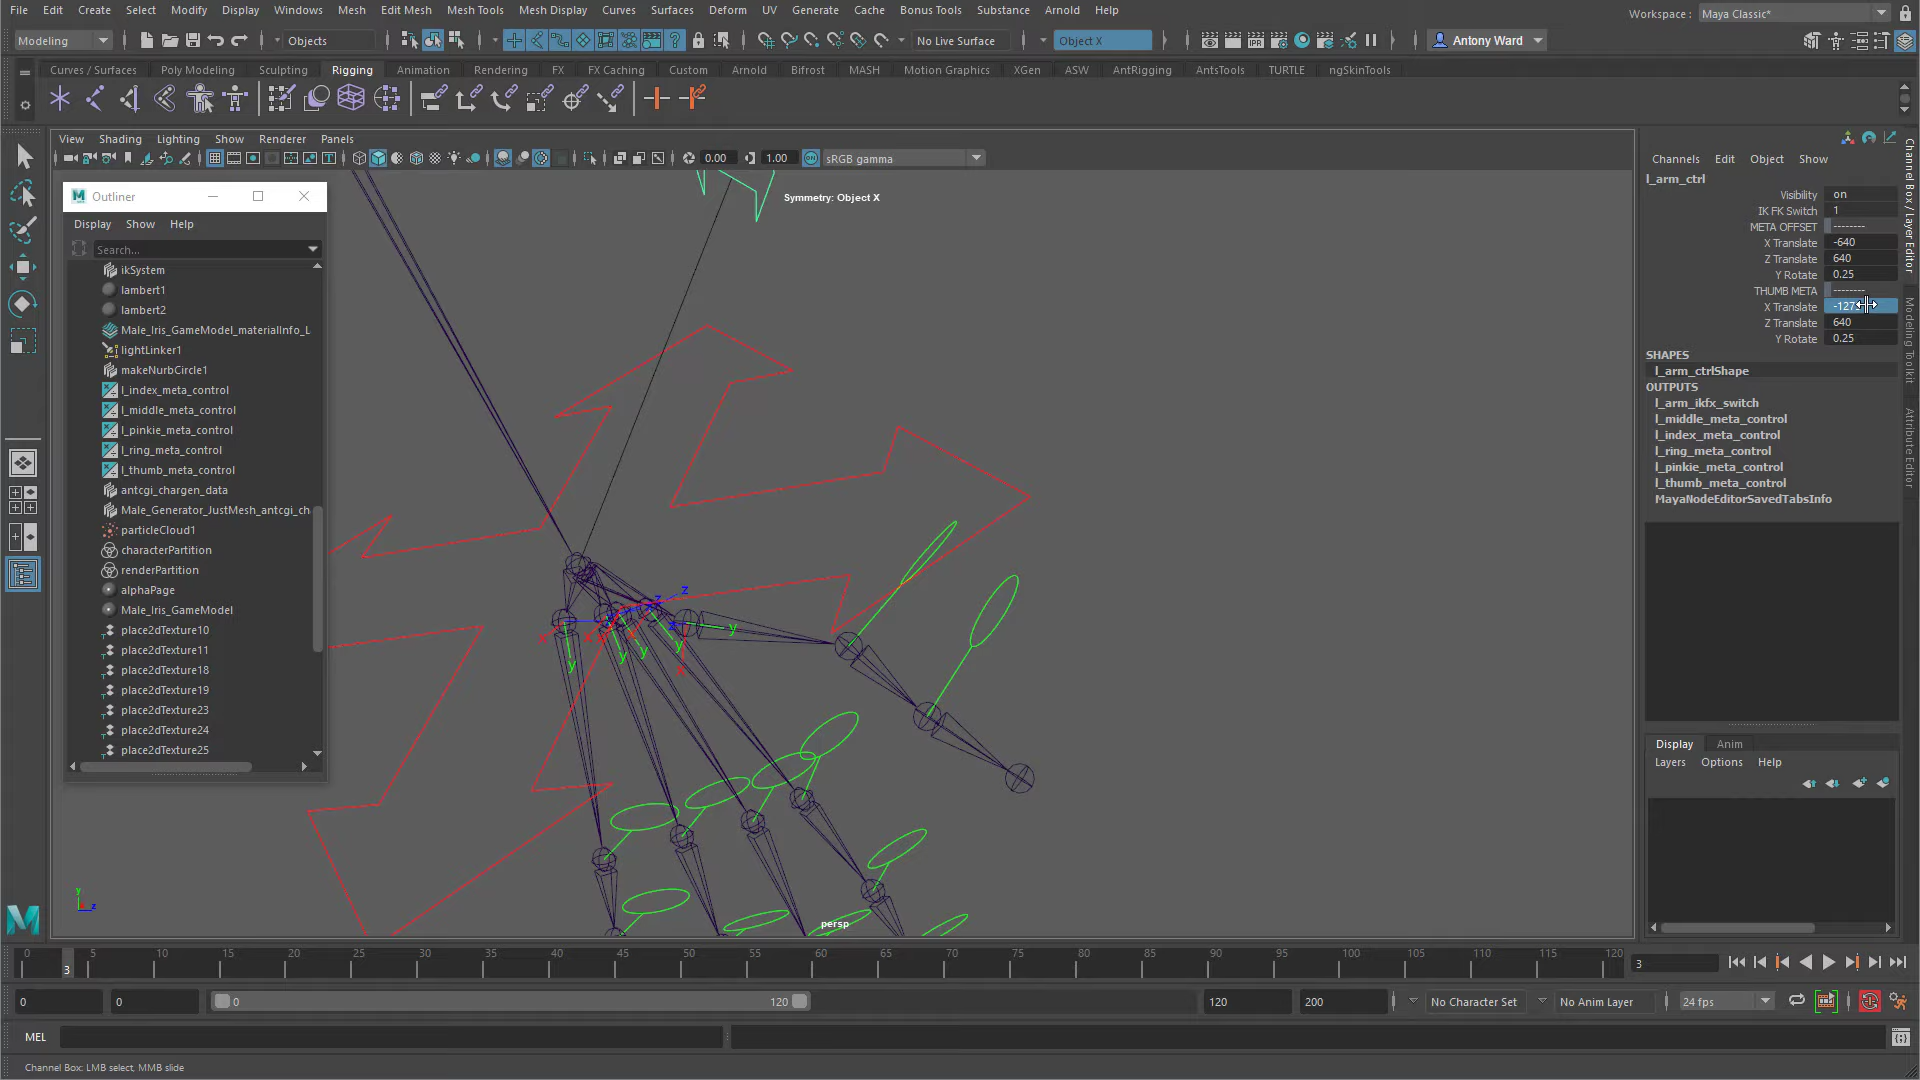 File Edit Create Select Modify Display Windows Mesh Edit Mesh Mesh Tools Mesh Display Curves Surfaces Deform UV Generate Cache Bonus Tools Substance Arnold Help
Workspace : Maya Classic*
Modeling
Objects
No Live Surface
Object X
Antony Ward
Curves / Surfaces Poly Modeling Sculpting Rigging Animation Rendering FX FX Caching Custom Arnold Bifrost MASH Motion Graphics XGen ASW AntRigging AntsTools TURTLE ngSkinTools
View Shading Lighting Show Renderer Panels
0.00 1.00 sRGB gamma
Symmetry: Object X
Outliner
Display Show Help
Search...
ikSystem
lambert1
lambert2
Male_Iris_GameModel_materialInfo_L
lightLinker1
makeNurbCircle1
l_index_meta_control
l_middle_meta_control
l_pinkie_meta_control
l_ring_meta_control
l_thumb_meta_control
antcgi_chargen_data
Male_Generator_JustMesh_antcgi_ch
particleCloud1
characterPartition
renderPartition
alphaPage
Male_Iris_GameModel
place2dTexture10
place2dTexture11
place2dTexture18
place2dTexture19
place2dTexture23
place2dTexture24
place2dTexture25
persp
Channels Edit Object Show
l_arm_ctrl
Visibility on
IK FK Switch 1
META OFFSET --------
X Translate -640
Z Translate 640
Y Rotate 0.25
THUMB META --------
X Translate
Z Translate 640
Y Rotate 0.25
SHAPES
l_arm_ctrlShape
OUTPUTS
l_arm_ikfx_switch
l_middle_meta_control
l_index_meta_control
l_ring_meta_control
l_pinkie_meta_control
l_thumb_meta_control
MayaNodeEditorSavedTabsInfo
Channel Box / Layer Editor
Modeling Toolkit
Attribute Editor
Display Anim
Layers Options Help
0 5 10 15 20 25 30 35 40 45 50 55 60 65 70 75 80 85 90 95 100 105 110 115 120
3
3
0 0 0 120 120 200 No Character Set No Anim Layer 24 fps
MEL
Channel Box: LMB select, MMB slide